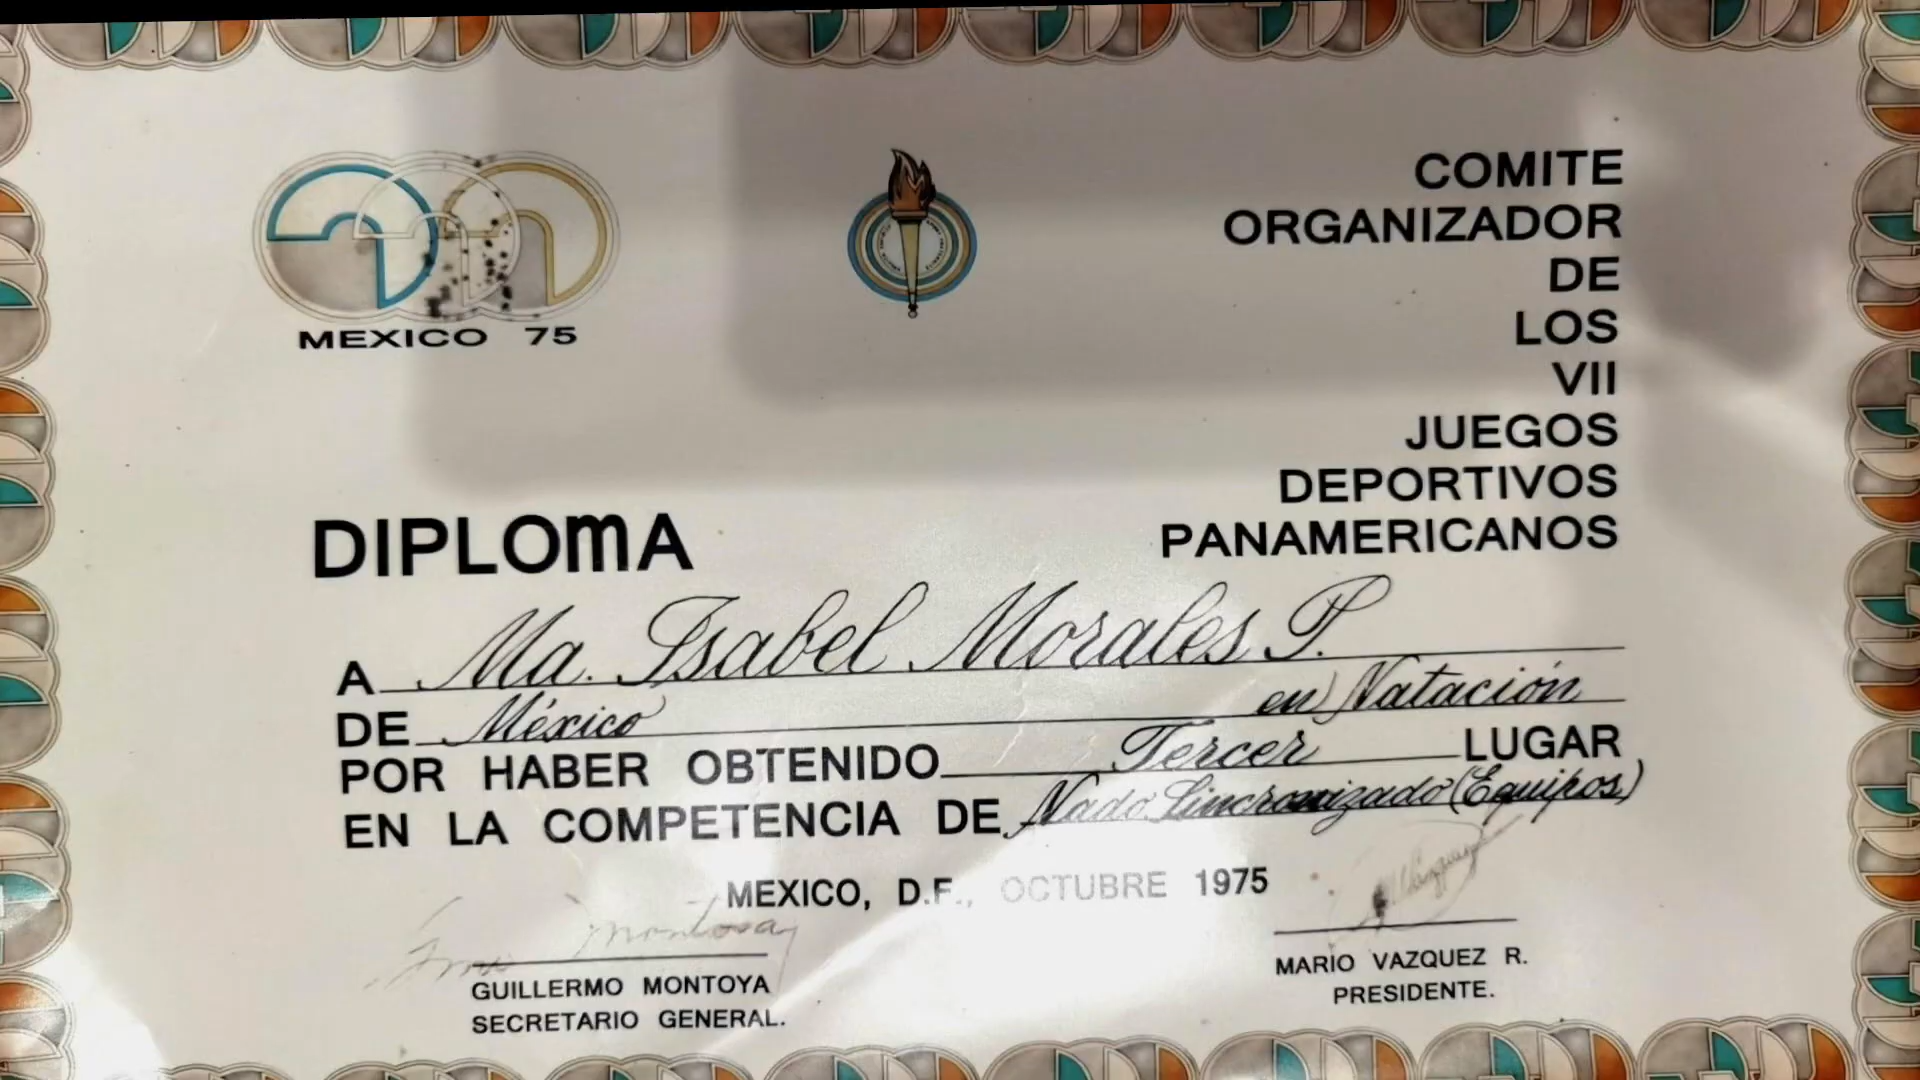 MEXICO 75
COMITE
ORGANIZADOR
DE
LOS
VII
JUEGOS
DEPORTIVOS
PANAMERICANOS
DIPLOMA
A Ma. Isabel Morales P.
DE México en Natación
POR HABER OBTENIDO Tercer LUGAR
EN LA COMPETENCIA DE Nado Sincronizado (Equipos)
MEXICO, D.F., OCTUBRE 1975
GUILLERMO MONTOYA
SECRETARIO GENERAL.
MARIO VAZQUEZ R.
PRESIDENTE.